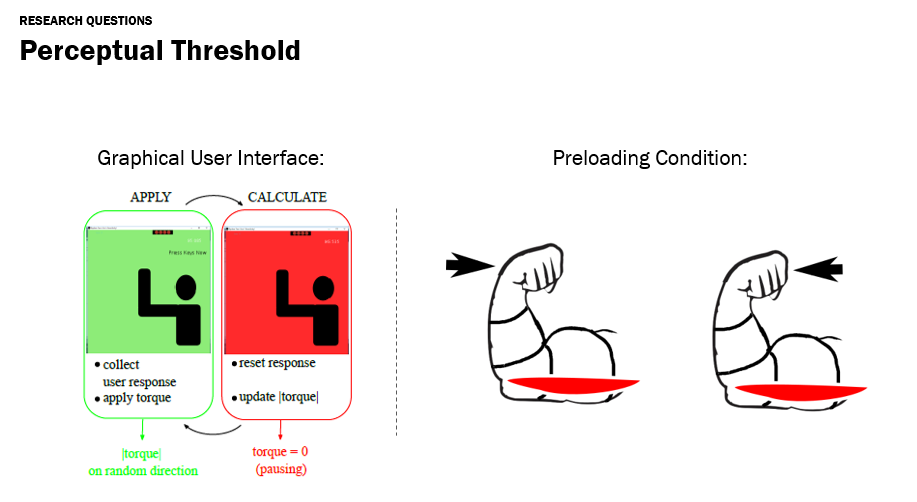 RESEARCH QUESTIONS
Perceptual Threshold
Graphical User Interface:
Preloading Condition:
APPLY
CALCULATE
Press Keys Now
• collect
user response
• apply torque
• reset response
• update |torque|
|torque|
on random direction
torque = 0
(pausing)